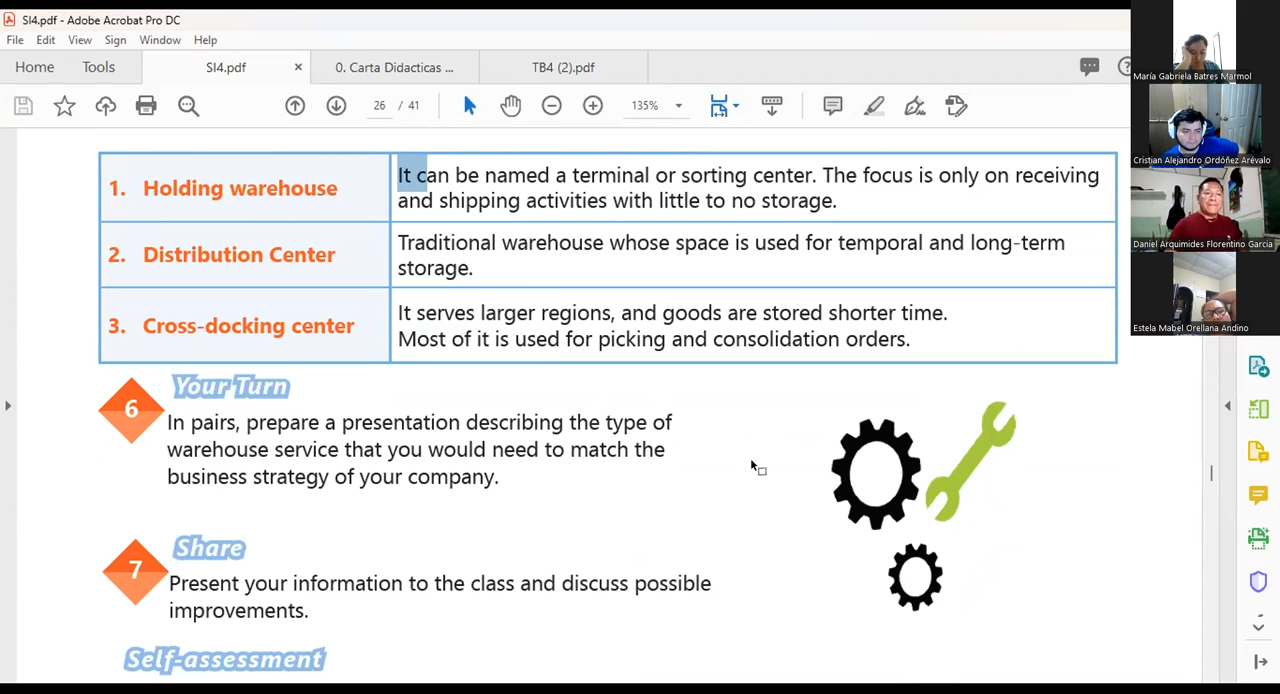 SI4.pdf - Adobe Acrobat Pro DC
File Edit View Sign Window Help
Home Tools SI4.pdf × 0. Carta Didacticas ... TB4 (2).pdf
26 / 41 135%
1. Holding warehouse
It can be named a terminal or sorting center. The focus is only on receiving
and shipping activities with little to no storage.
2. Distribution Center
Traditional warehouse whose space is used for temporal and long-term
storage.
3. Cross-docking center
It serves larger regions, and goods are stored shorter time.
Most of it is used for picking and consolidation orders.
6 Your Turn
In pairs, prepare a presentation describing the type of
warehouse service that you would need to match the
business strategy of your company.
7 Share
Present your information to the class and discuss possible
improvements.
Self-assessment
María Gabriela Batres Marmol
Cristian Alejandro Ordóñez Arévalo
Daniel Arquimides Florentino Garcia
Estela Mabel Orellana Andino